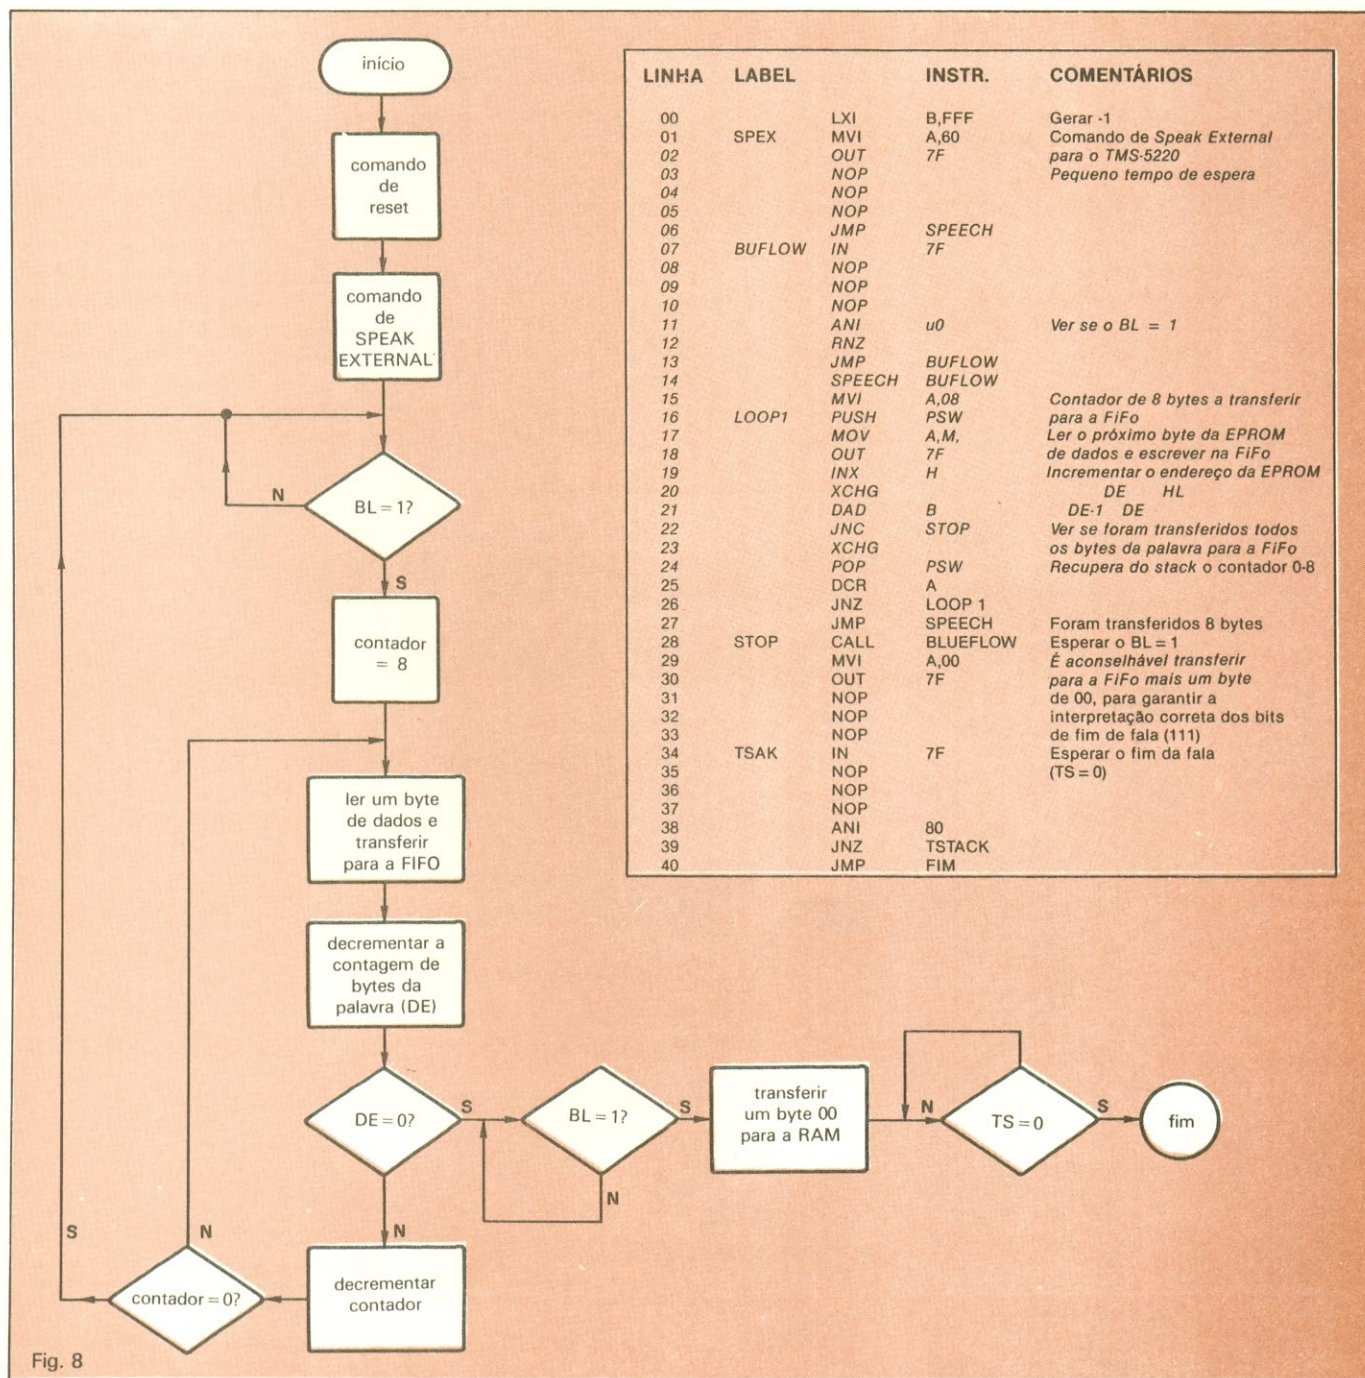 início
comando
de
reset
comando
de
SPEAK
EXTERNAL
BL = 1?
N
S
contador
= 8
ler um byte
de dados e
transferir
para a FIFO
decrementar a
contagem de
bytes da
palavra (DE)
DE = 0?
S
N
BL = 1?
S
N
transferir
um byte 00
para a RAM
N
TS = 0
S
fim
decrementar
contador
contador = 0?
S
N
Fig. 8
LINHA LABEL INSTR. COMENTÁRIOS
00 LXI B,FFF Gerar -1
01 SPEX MVI A,60 Comando de Speak External
02 OUT 7F para o TMS-5220
03 NOP Pequeno tempo de espera
04 NOP
05 NOP
06 JMP SPEECH
07 BUFLOW IN 7F
08 NOP
09 NOP
10 NOP
11 ANI u0 Ver se o BL = 1
12 RNZ
13 JMP BUFLOW
14 SPEECH BUFLOW
15 MVI A,08 Contador de 8 bytes a transferir
16 LOOP1 PUSH PSW para a FiFo
17 MOV A,M, Ler o próximo byte da EPROM
18 OUT 7F de dados e escrever na FiFo
19 INX H Incrementar o endereço da EPROM
20 XCHG DE HL
21 DAD B DE-1 DE
22 JNC STOP Ver se foram transferidos todos
23 XCHG os bytes da palavra para a FiFo
24 POP PSW Recupera do stack o contador 0-8
25 DCR A
26 JNZ LOOP 1
27 JMP SPEECH Foram transferidos 8 bytes
28 STOP CALL BLUEFLOW Esperar o BL = 1
29 MVI A,00 É aconselhável transferir
30 OUT 7F para a FiFo mais um byte
31 NOP de 00, para garantir a
32 NOP interpretação correta dos bits
33 NOP de fim de fala (111)
34 TSAK IN 7F Esperar o fim da fala
35 NOP (TS = 0)
36 NOP
37 NOP
38 ANI 80
39 JNZ TSTACK
40 JMP FIM